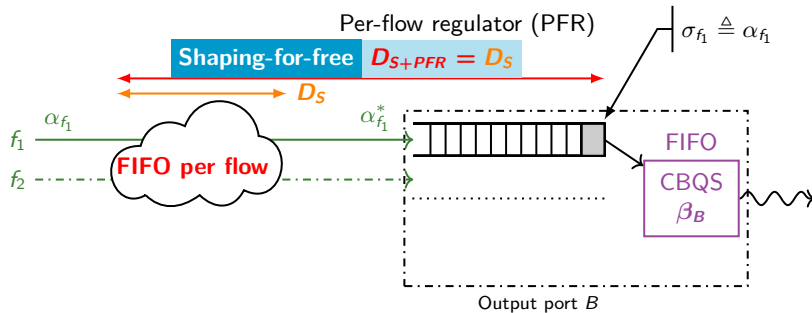 Per-flow regulator (PFR)
σ_{f_1} ≜ α_{f_1}
Shaping-for-free D_{S+PFR} = D_S
D_S
f_1 α_{f_1} α^*_{f_1}
FIFO per flow
f_2
FIFO
CBQS
β_B
Output port B